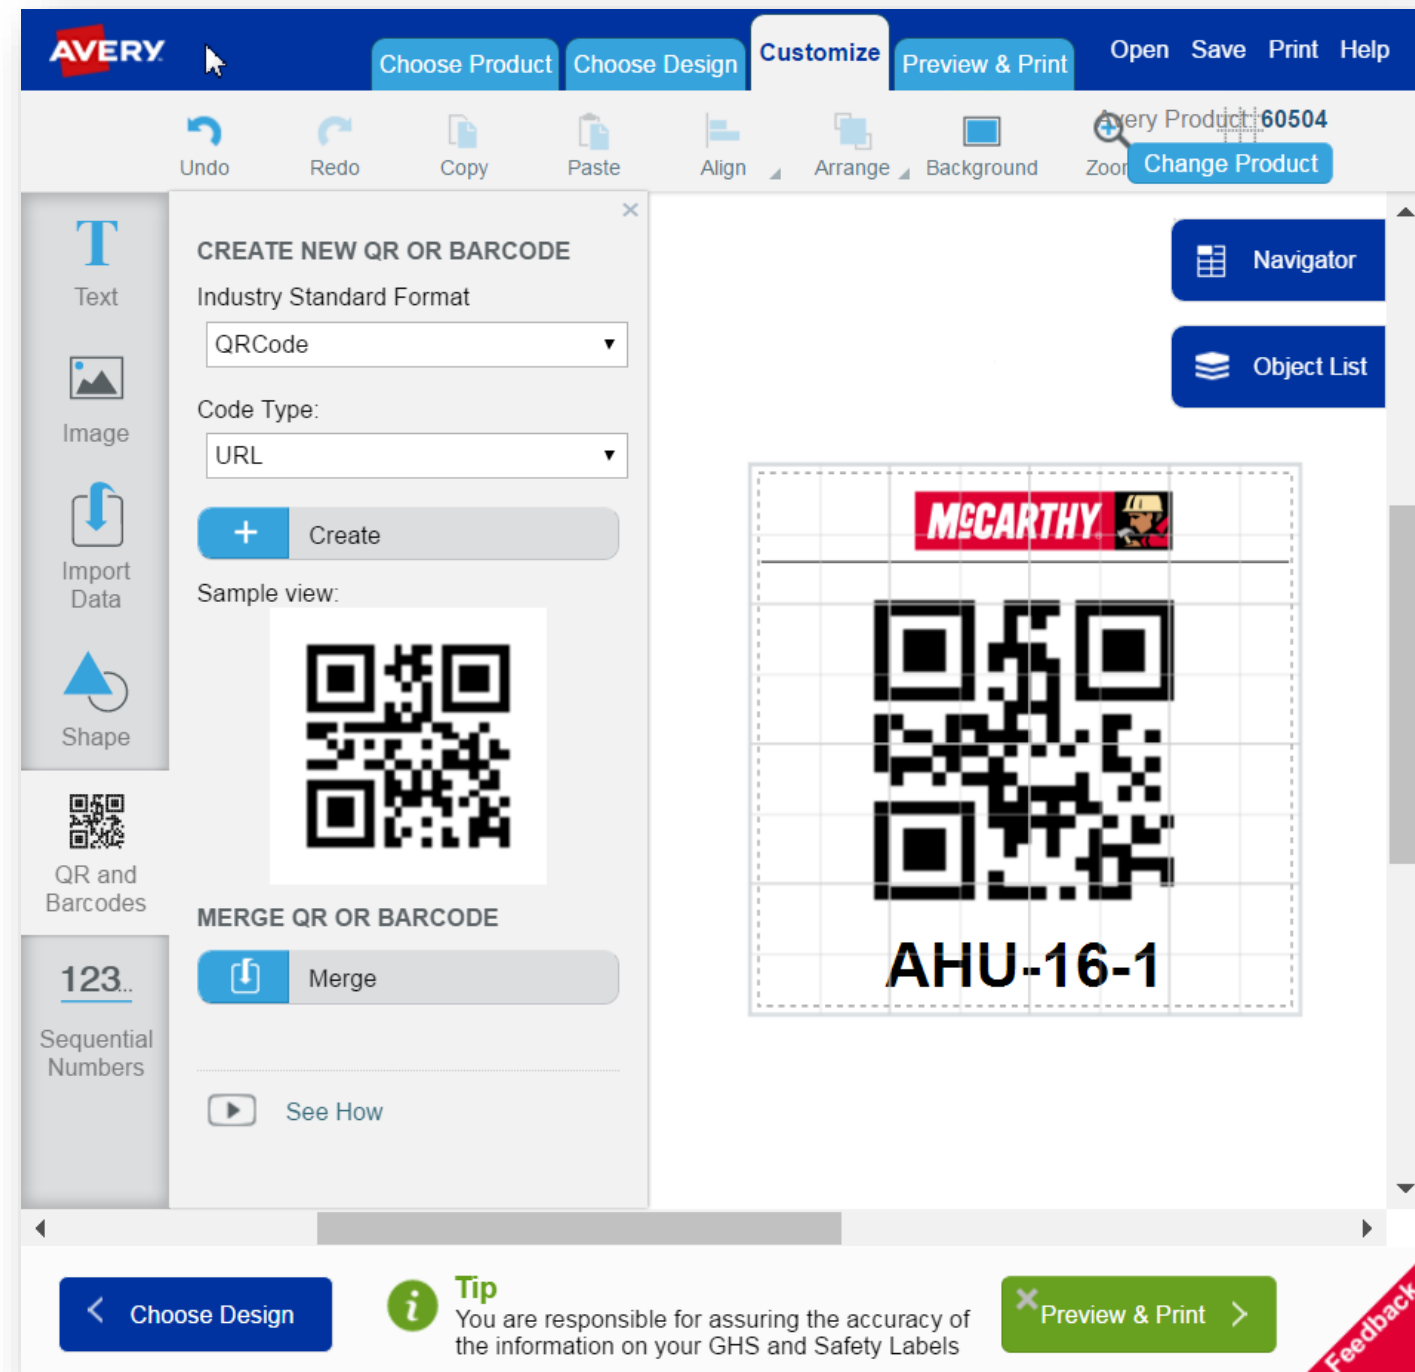 AVERY
Choose Product
Choose Design
Customize
Preview & Print
Open Save Print Help
Undo
Redo
Copy
Paste
Align
Arrange
Background
Avery Product: 60504
Change Product
Text
Image
Import
Data
Shape
QR and
Barcodes
123...
Sequential
Numbers
CREATE NEW QR OR BARCODE
Industry Standard Format
QRCode
Code Type:
URL
Create
Sample view:
MERGE QR OR BARCODE
Merge
See How
Navigator
Object List
McCARTHY
AHU-16-1
Choose Design
Tip
You are responsible for assuring the accuracy of
the information on your GHS and Safety Labels
Preview & Print
Feedback